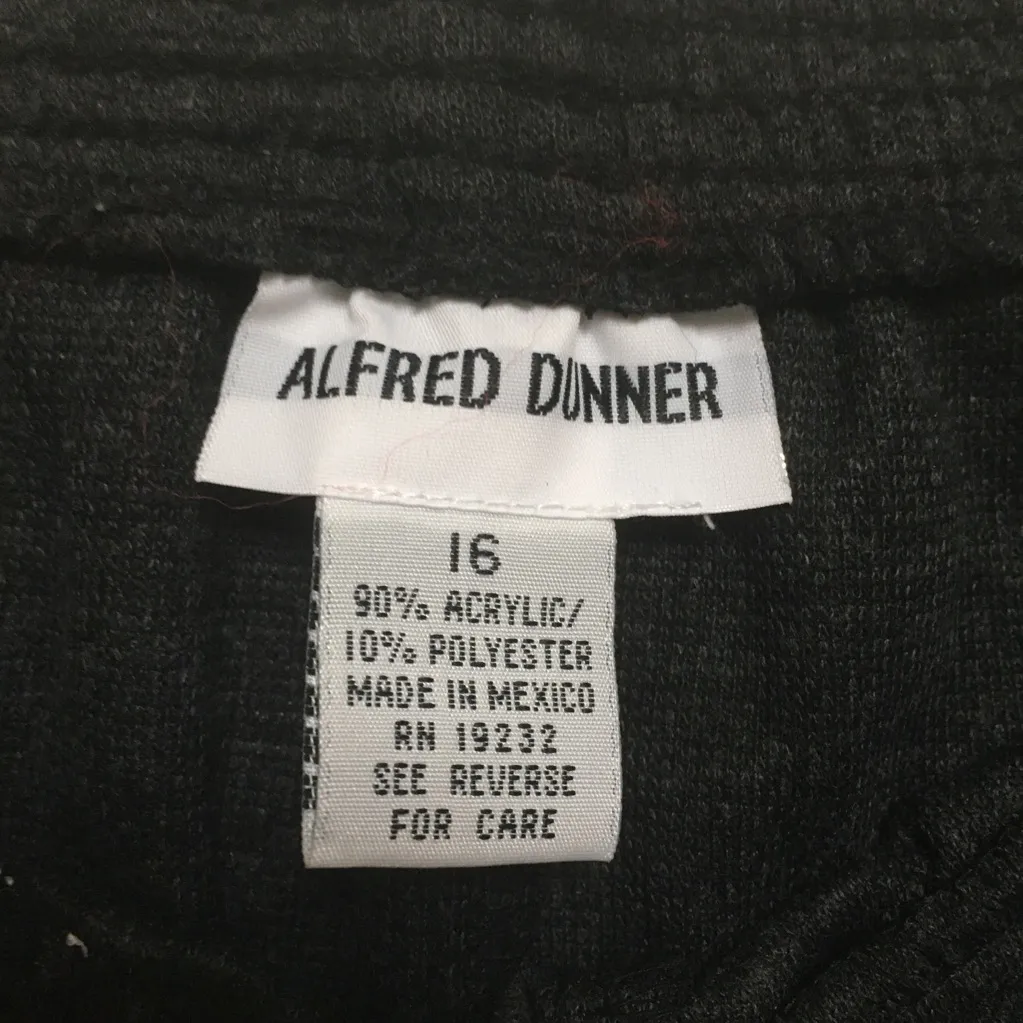 ALFRED DUNNER
16
90% ACRYLIC/
10% POLYESTER
MADE IN MEXICO
RN 19232
SEE REVERSE
FOR CARE